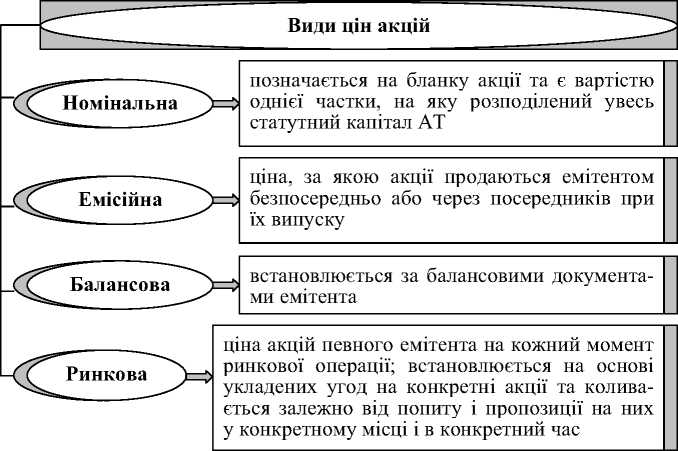 Види цін акцій
Номінальна
позначається на бланку акції та є вартістю
однієї частки, на яку розподілений увесь
статутний капітал АТ
Емісійна
ціна, за якою акції продаються емітентом
безпосередньо або через посередників при
їх випуску
Балансова
встановлюється за балансовими документа-
ми емітента
Ринкова
ціна акцій певного емітента на кожний момент
ринкової операції; встановлюється на основі
укладених угод на конкретні акції та колива-
ється залежно від попиту і пропозиції на них
у конкретному місці і в конкретний час